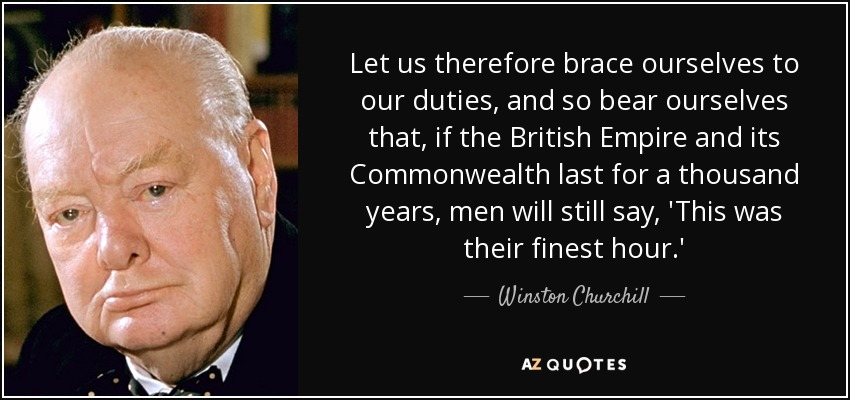 Let us therefore brace ourselves to
our duties, and so bear ourselves
that, if the British Empire and its
Commonwealth last for a thousand
years, men will still say, 'This was
their finest hour.'
Winston Churchill
AZ QUOTES